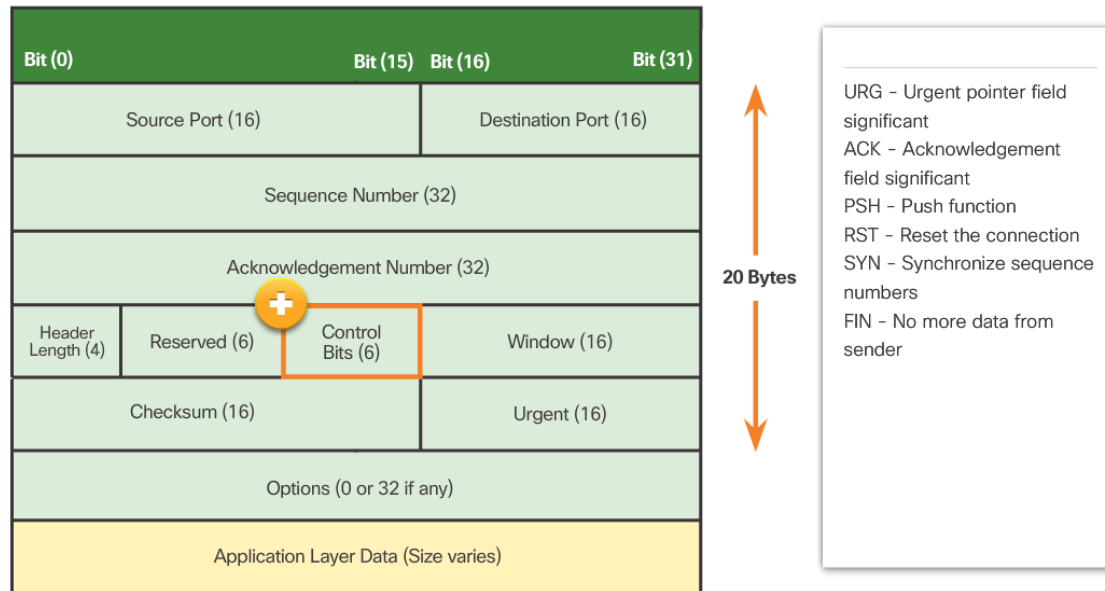 Bit (0) Bit (15) Bit (16) Bit (31)
Source Port (16) Destination Port (16)
Sequence Number (32)
Acknowledgement Number (32)
Header
Length (4)
Reserved (6)
Control
Bits (6)
Window (16)
Checksum (16) Urgent (16)
Options (0 or 32 if any)
Application Layer Data (Size varies)
20 Bytes
URG - Urgent pointer field
significant
ACK - Acknowledgement
field significant
PSH - Push function
RST - Reset the connection
SYN - Synchronize sequence
numbers
FIN - No more data from
sender